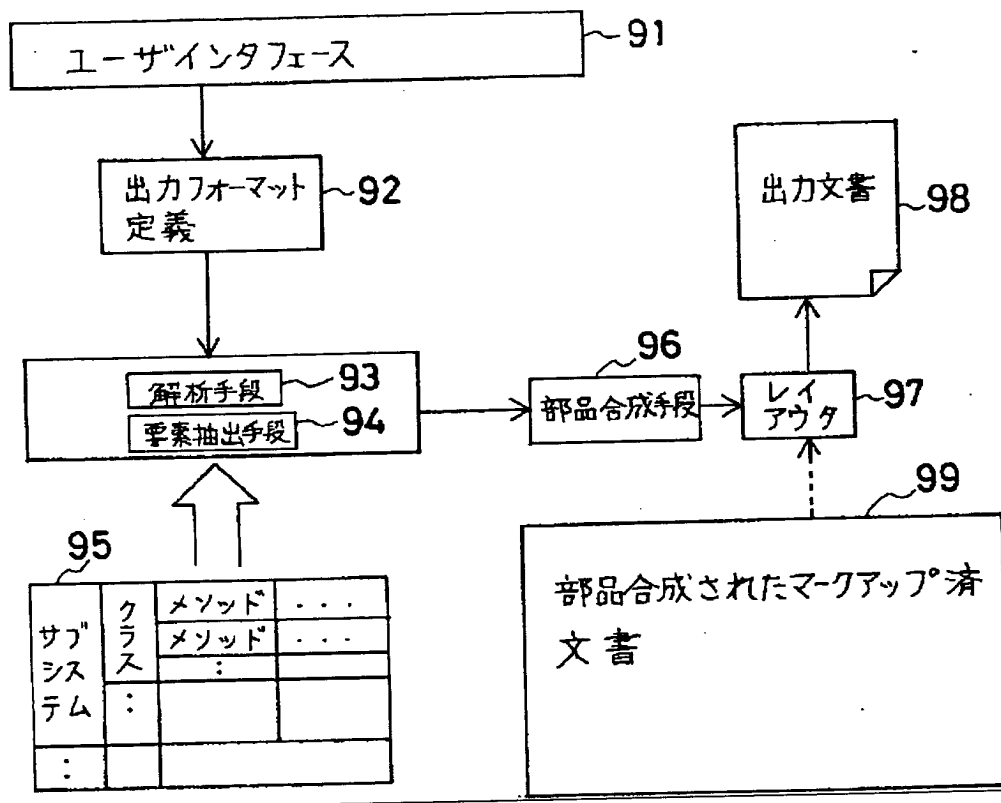 ユーザインタフェース
91
出力フォーマット
定義
92
解析手段
93
要素抽出手段
94
96
部品合成手段
レイ
アウタ
97
出力文書
98
95
サブ
システム
クラス
メソッド
・・・
メソッド
・・・
:
:
:
99
部品合成されたマークアップ済
文書